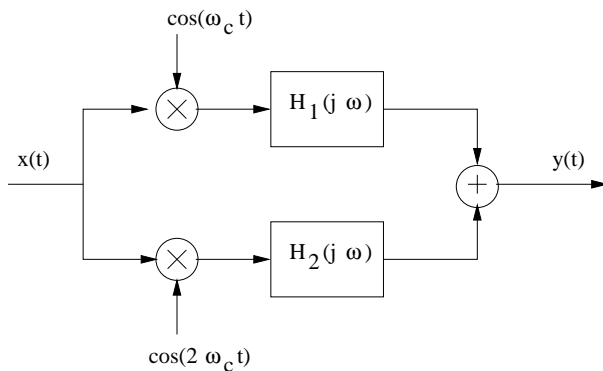 cos(ω_c t)
H_1(j ω)
x(t)
y(t)
H_2(j ω)
cos(2 ω_c t)